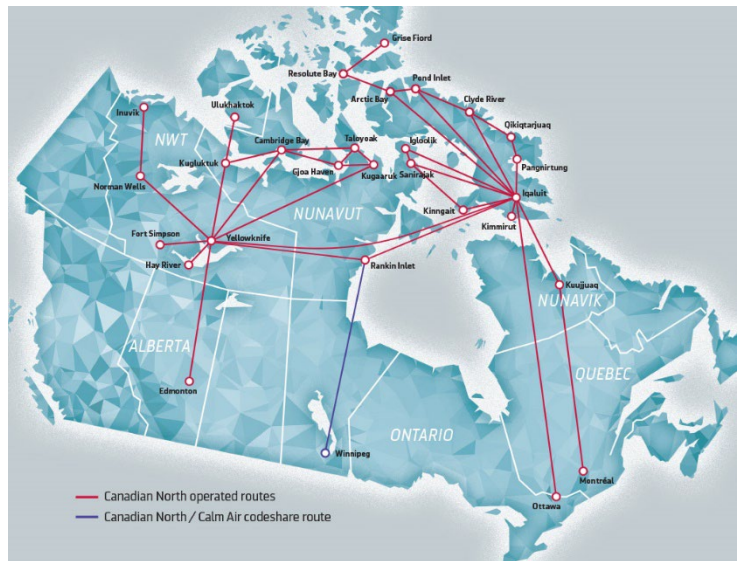 Grise Fiord
Resolute Bay
Arctic Bay
Pond Inlet
Clyde River
Qikiqtarjuaq
Pangnirtung
Inuvik
Ulukhaktok
NWT
Cambridge Bay
Taloyoak
Igloolik
Kugluktuk
Gjoa Haven
Kugaaruk
Sanirajak
Norman Wells
NUNAVUT
Kinngait
Iqaluit
Kimmirut
Fort Simpson
Yellowknife
Hay River
Rankin Inlet
Kuujjuaq
NUNAVIK
ALBERTA
QUEBEC
Edmonton
ONTARIO
Winnipeg
Montréal
Ottawa
Canadian North operated routes
Canadian North / Calm Air codeshare route